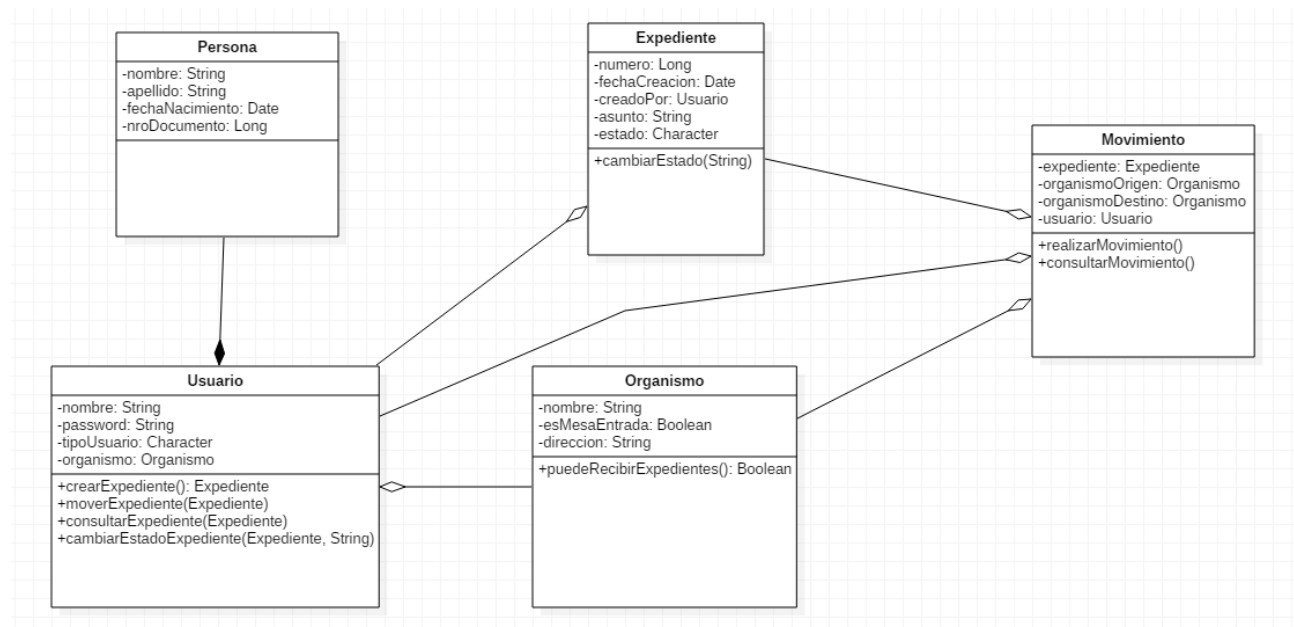 Persona
-nombre: String
-apellido: String
-fechaNacimiento: Date
-nroDocumento: Long
Expediente
-numero: Long
-fechaCreacion: Date
-creadoPor: Usuario
-asunto: String
-estado: Character
+cambiarEstado(String)
Movimiento
-expediente: Expediente
-organismoOrigen: Organismo
-organismoDestino: Organismo
-usuario: Usuario
+realizarMovimiento()
+consultarMovimiento()
Usuario
-nombre: String
-password: String
-tipoUsuario: Character
-organismo: Organismo
+crearExpediente(): Expediente
+moverExpediente(Expediente)
+consultarExpediente(Expediente)
+cambiarEstadoExpediente(Expediente, String)
Organismo
-nombre: String
-esMesaEntrada: Boolean
-direccion: String
+puedeRecibirExpedientes(): Boolean